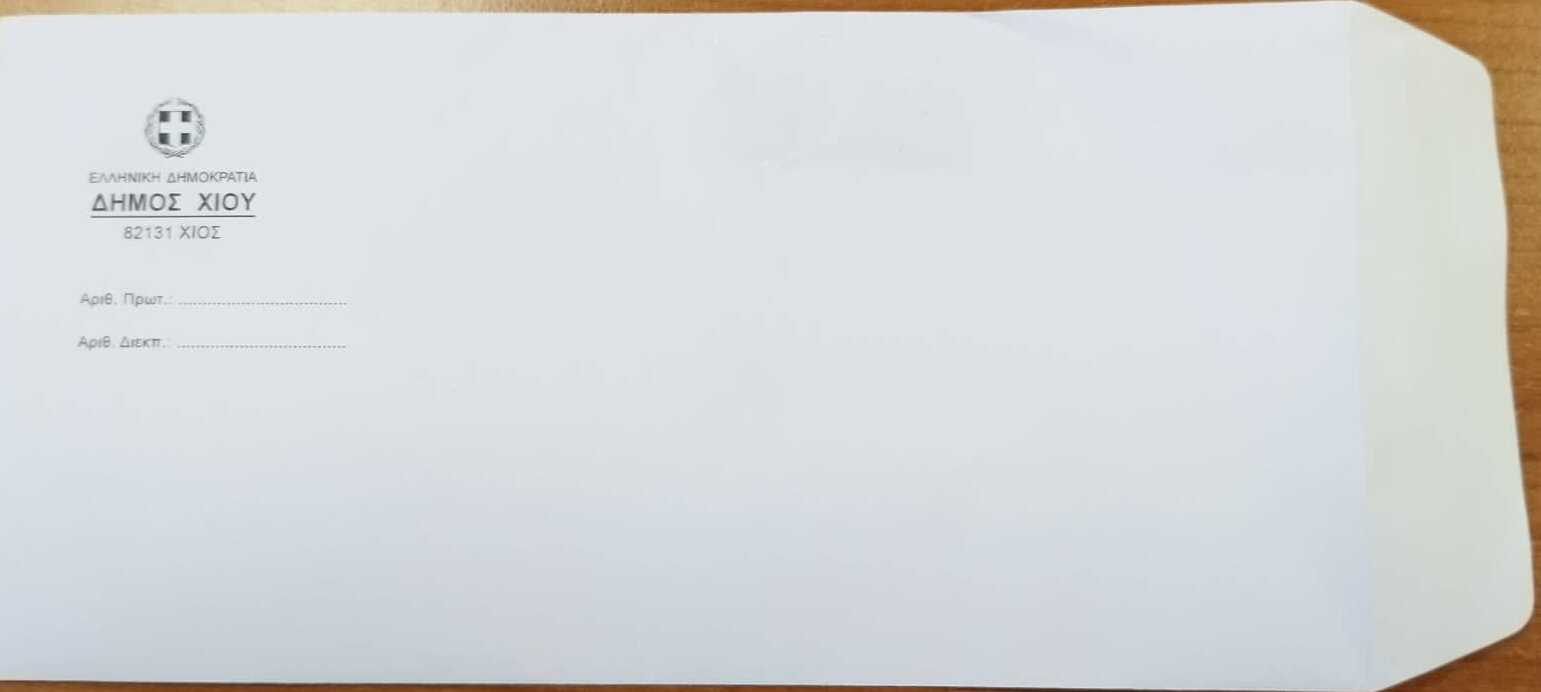 ΕΛΛΗΝΙΚΗ ΔΗΜΟΚΡΑΤΙΑ
ΔΗΜΟΣ ΧΙΟΥ
82131 ΧΙΟΣ
Αριθ. Πρωτ.: ..................................................
Αριθ. Διεκπ.: ..................................................